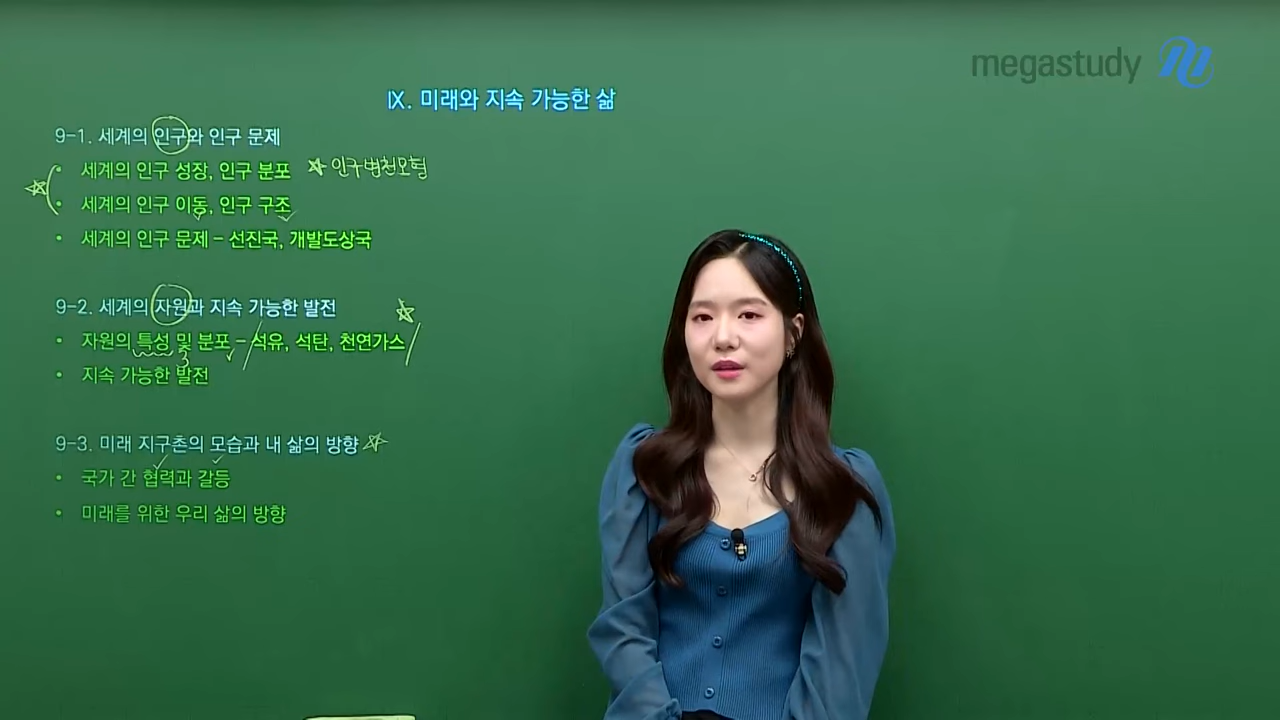 megastudy
Ⅸ. 미래와 지속 가능한 삶
9-1. 세계의 인구와 인구 문제
• 세계의 인구 성장, 인구 분포 ☆ 인구변천모형
• 세계의 인구 이동, 인구 구조
• 세계의 인구 문제 – 선진국, 개발도상국
9-2. 세계의 자원과 지속 가능한 발전
• 자원의 특성 및 분포 – 석유, 석탄, 천연가스
3
• 지속 가능한 발전
9-3. 미래 지구촌의 모습과 내 삶의 방향
• 국가 간 협력과 갈등
• 미래를 위한 우리 삶의 방향